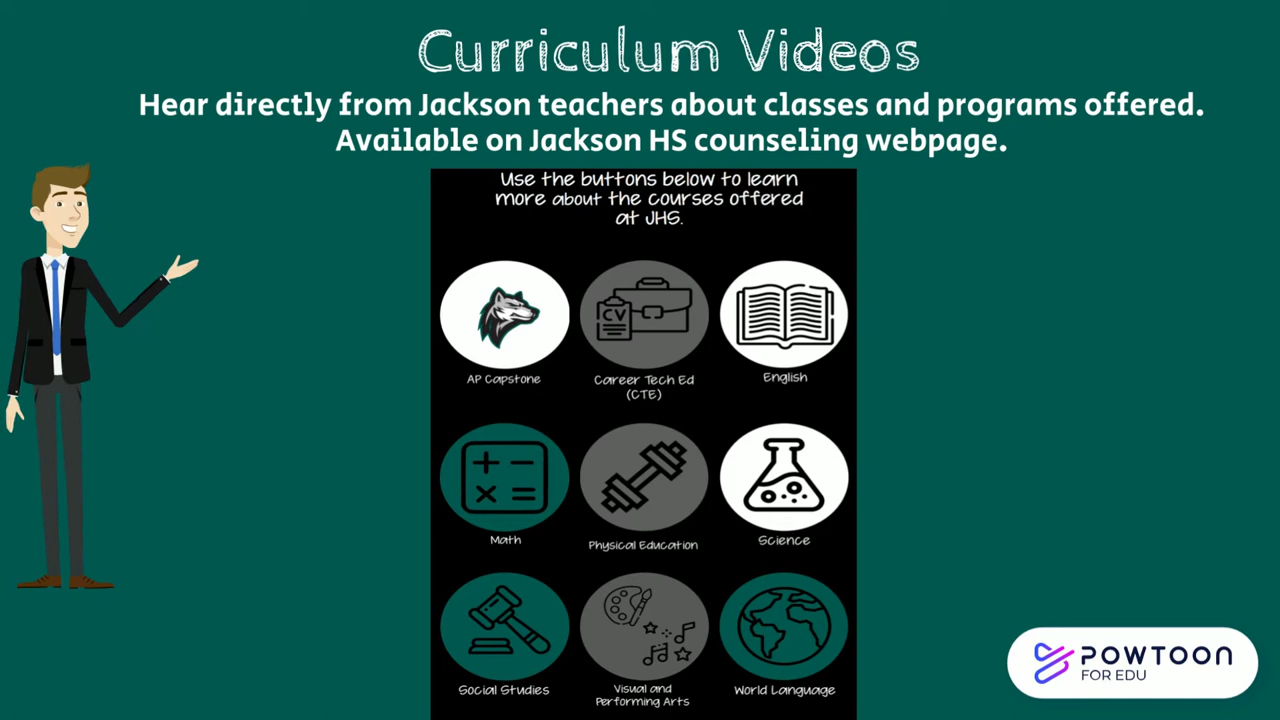 Curriculum Videos
Hear directly from Jackson teachers about classes and programs offered.
Available on Jackson HS counseling webpage.
Use the buttons below to learn
more about the courses offered
at JHS.
CV
AP Capstone
Career Tech Ed
(CTE)
English
Math
Physical Education
Science
Social Studies
Visual and
Performing Arts
World Language
POWTOON
FOR EDU